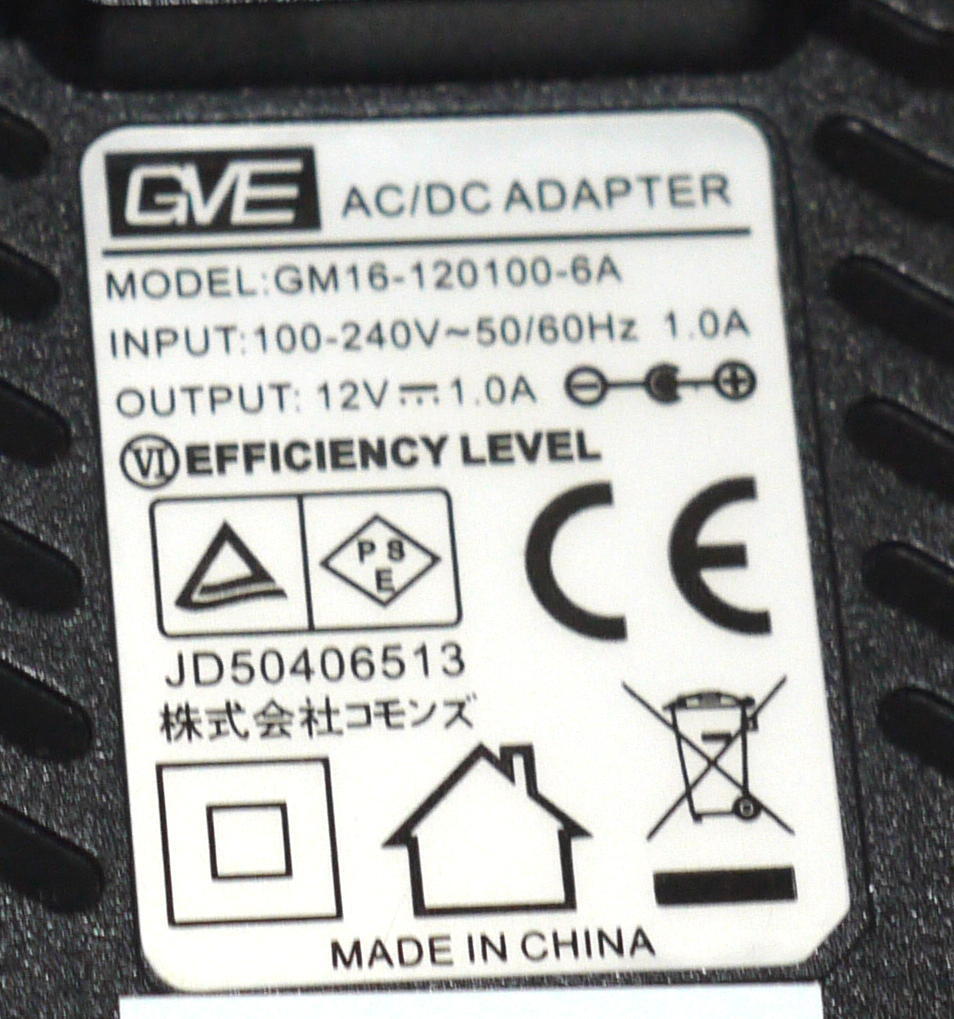 GVE AC/DC ADAPTER
MODEL:GM16-120100-6A
INPUT:100-240V~50/60Hz 1.0A
OUTPUT: 12V⎓1.0A ⊖ ⊕
VI EFFICIENCY LEVEL
PS
E
CE
JD50406513
株式会社コモンズ
MADE IN CHINA